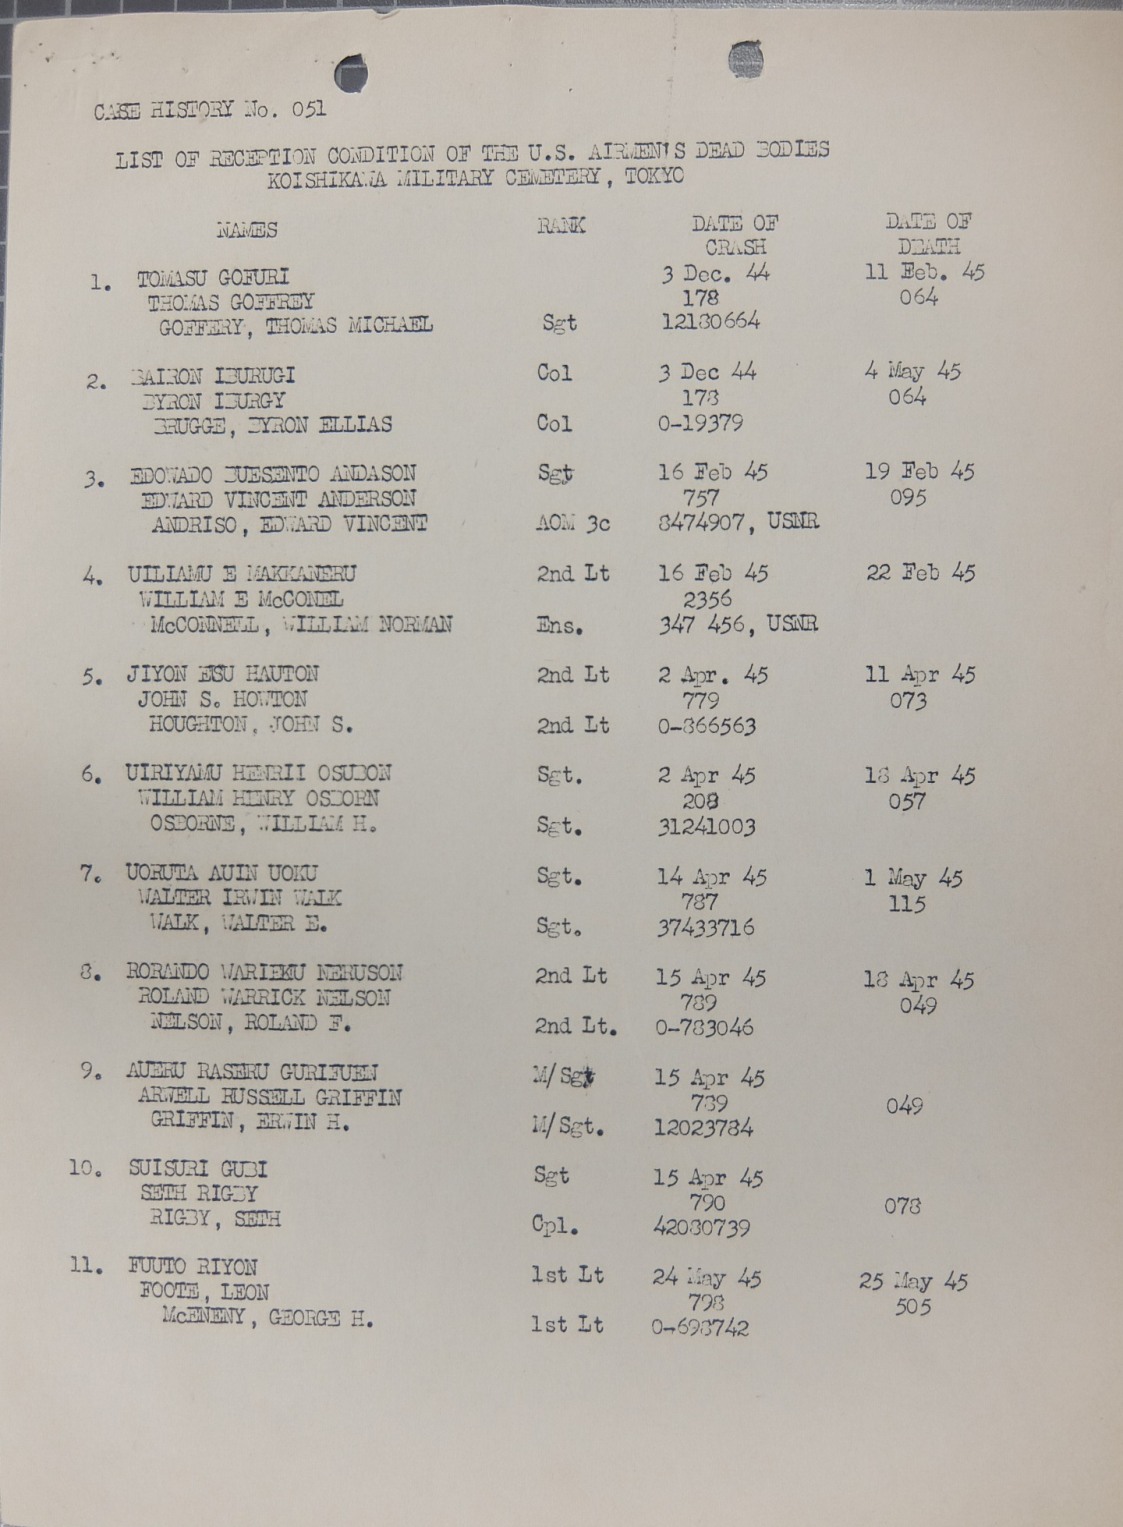 CASE HISTORY No. 051
LIST OF RECEPTION CONDITION OF THE U.S. AIRMEN'S DEAD BODIES
KOISHIKAWA MILITARY CEMETERY, TOKYO
NAMES RANK DATE OF CRASH DATE OF DEATH
1. TOMASU GOFURI 3 Dec. 44 11 Feb. 45
THOMAS GOFFREY 178 064
GOFFERY, THOMAS MICHAEL Sgt 12180664
2. BAIRON IBURUGI Col 3 Dec 44 4 May 45
BYRON IBURGY 178 064
BRUGGE, BYRON ELLIAS Col 0-19379
3. EDOWADO BUESENTO ANDASON Sgt 16 Feb 45 19 Feb 45
EDWARD VINCENT ANDERSON 757 095
ANDRISO, EDWARD VINCENT AOM 3c 8474907, USNR
4. UILIAMU E MAKKANERU 2nd Lt 16 Feb 45 22 Feb 45
WILLIAM E McCONEL 2356
McCONNELL, WILLIAM NORMAN Ens. 347 456, USNR
5. JIYON ESU HAUTON 2nd Lt 2 Apr. 45 11 Apr 45
JOHN S. HOWTON 779 073
HOUGHTON, JOHN S. 2nd Lt 0-866563
6. UIRIYAMU HENRII OSUBON Sgt. 2 Apr 45 18 Apr 45
WILLIAM HENRY OSBORN 208 057
OSBORNE, WILLIAM H. Sgt. 31241003
7. UORUTA AUIN UOKU Sgt. 14 Apr 45 1 May 45
WALTER IRWIN WALK 787 115
WALK, WALTER E. Sgt. 37433716
8. RORANDO WARIEKU NERUSON 2nd Lt 15 Apr 45 18 Apr 45
ROLAND WARRICK NELSON 789 049
NELSON, ROLAND F. 2nd Lt. 0-783046
9. AUERU RASERU GURIFUEN M/Sgt 15 Apr 45
ARWELL RUSSELL GRIFFIN 789 049
GRIFFIN, ERWIN H. M/Sgt. 12023784
10. SUISURI GUBI Sgt 15 Apr 45
SETH RIGBY 790 078
RIGBY, SETH Cpl. 42080739
11. FUUTO RIYON 1st Lt 24 May 45 25 May 45
FOOTE, LEON 798 505
McENENY, GEORGE H. 1st Lt 0-698742